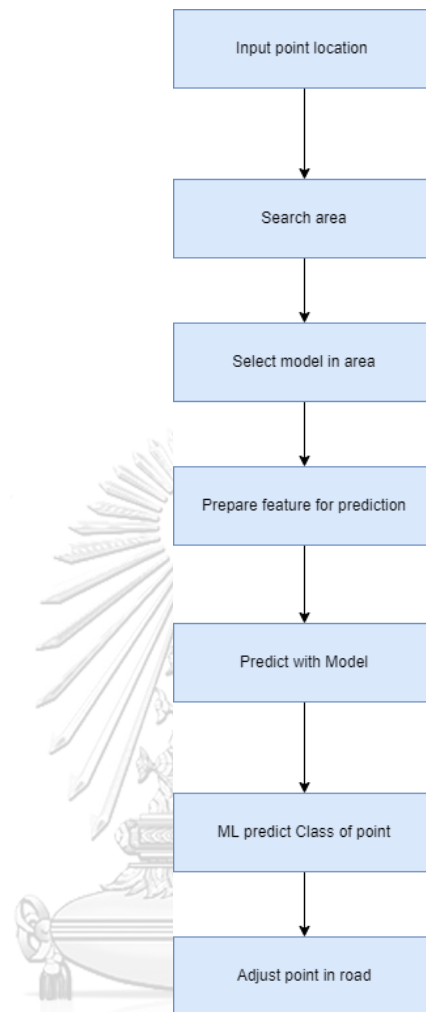 Input point location
Search area
Select model in area
Prepare feature for prediction
Predict with Model
ML predict Class of point
Adjust point in road